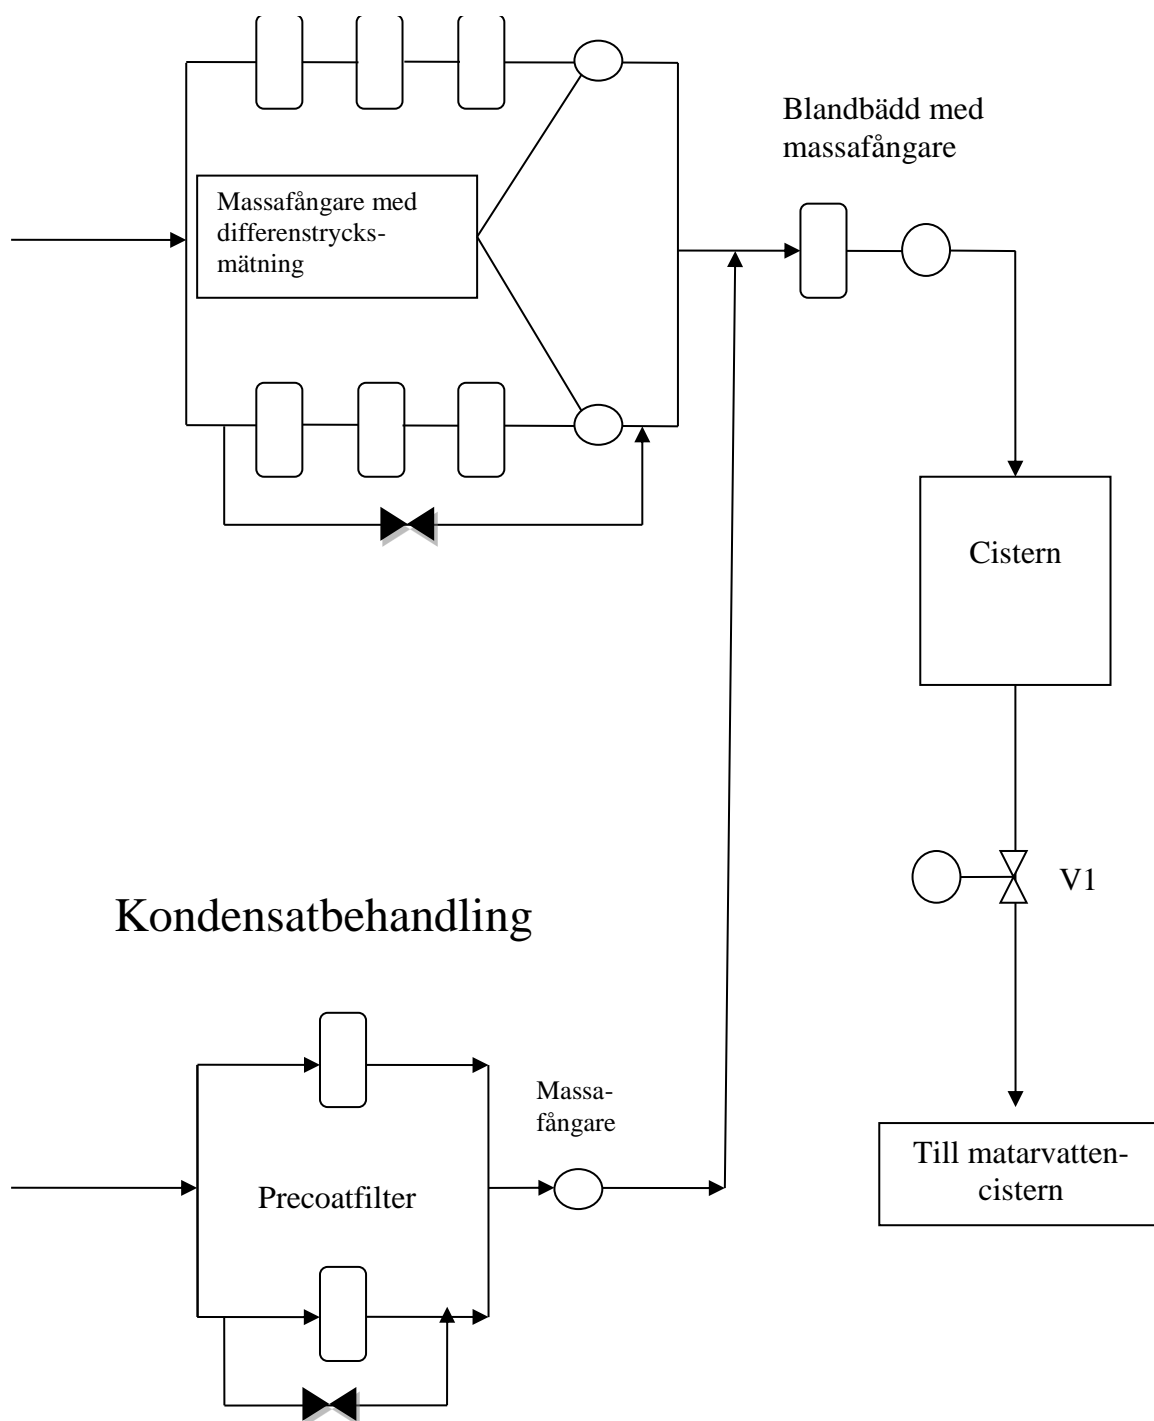 Blandbädd med
massafångare
Massafångare med
differenstrycks-
mätning
Cistern
V1
Kondensatbehandling
Massa-
fångare
Precoatfilter
Till matarvatten-
cistern